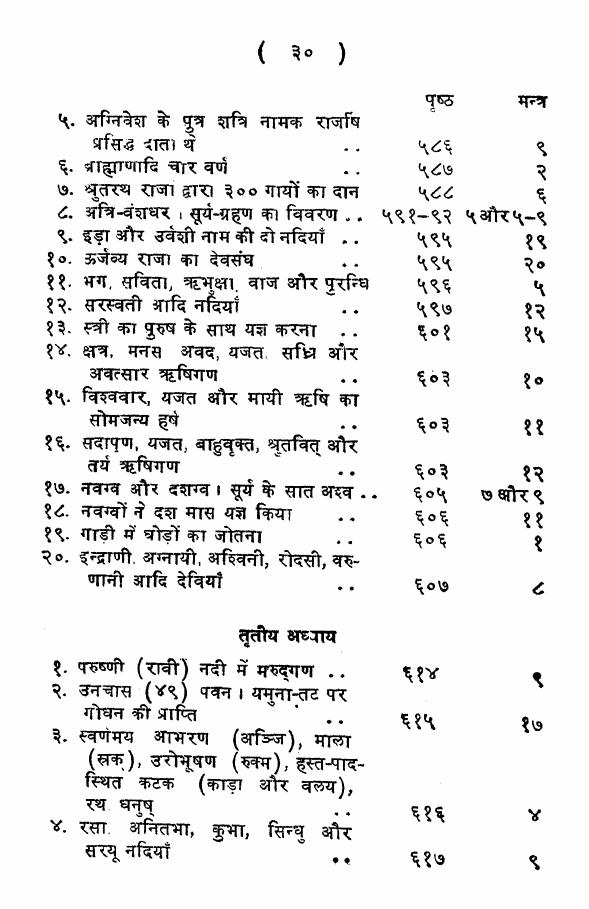 ( ३० )
पृष्ठ मन्त्र
५. अग्निवेश के पुत्र शत्रि नामक राजर्षि
प्रसिद्ध दाता थे .. ५८६ ९
६. ब्राह्मणादि चार वर्ण .. ५८७ २
७. श्रुतरथ राजा द्वारा ३०० गायों का दान ५८८ ६
८. अत्रि-वंशधर । सूर्य-ग्रहण का विवरण .. ५९१-९२ ५ और ५-९
९. इड़ा और उर्वशी नाम की दो नदियाँ .. ५९५ १९
१०. ऊर्जव्य राजा का देवसंघ .. ५९५ २०
११. भग, सविता, ऋभुक्षा, वाज और पुरन्धि ५९६ ५
१२. सरस्वती आदि नदियाँ .. ५९७ १२
१३. स्त्री का पुरुष के साथ यज्ञ करना .. ६०१ १५
१४. क्षत्र, मनस अवद, यजत, सध्रि और
अवत्सार ऋषिगण .. ६०३ १०
१५. विश्ववार, यजत और मायी ऋषि का
सोमजन्य हर्ष .. ६०३ ११
१६. सदापृण, यजत, बाहुवृक्त, श्रुतवित् और
तर्य ऋषिगण .. ६०३ १२
१७. नवग्व और दशग्व । सूर्य के सात अश्व .. ६०५ ७ और ९
१८. नवग्वों ने दश मास यज्ञ किया .. ६०६ ११
१९. गाड़ी में घोड़ों का जोतना .. ६०६ १
२०. इन्द्राणी, अग्नायी, अश्विनी, रोदसी, वरु-
णानी आदि देवियाँ .. ६०७ ८
तृतीय अध्याय
१. परुष्णी (रावी) नदी में मरुद्गण .. ६१४ ९
२. उनचास (४९) पवन । यमुना-तट पर
गोधन की प्राप्ति .. ६१५ १७
३. स्वर्णमय आभरण (अञ्जि), माला
(स्रक्), उरोभूषण (रुक्म), हस्त-पाद-
स्थित कटक (काड़ा और वलय),
रथ, धनुष् .. ६१६ ४
४. रसा, अनितभा, कुभा, सिन्धु और
सरयू नदियाँ .. ६१७ ९